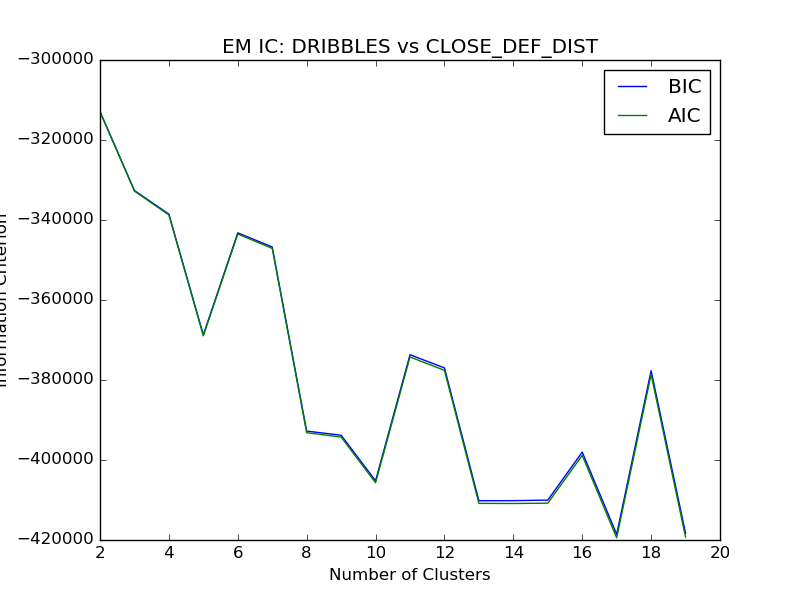 EM IC: DRIBBLES vs CLOSE_DEF_DIST
BIC
AIC
−300000
−320000
−340000
−360000
−380000
−400000
−420000
Information Criterion
2 4 6 8 10 12 14 16 18 20
Number of Clusters